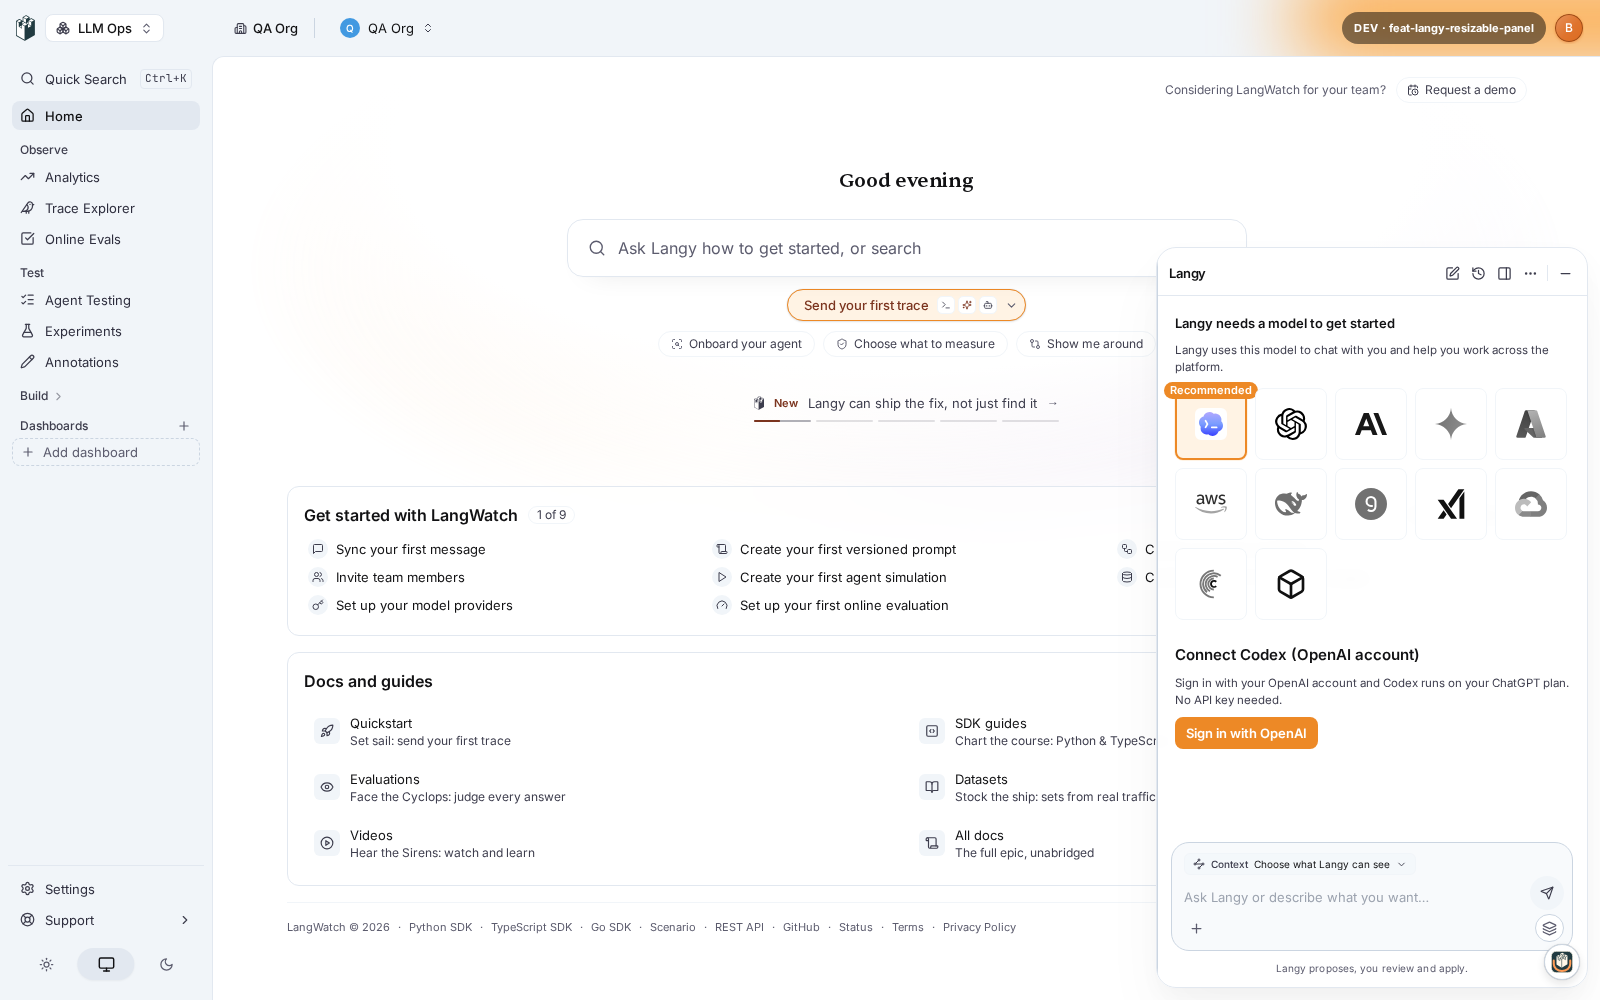 LLM Ops
QA Org
Q
QA Org
DEV · feat-langy-resizable-panel
B
Quick Search
Ctrl+K
Home
Observe
Analytics
Trace Explorer
Online Evals
Test
Agent Testing
Experiments
Annotations
Build
Dashboards
Add dashboard
Settings
Support
Considering LangWatch for your team?
Request a demo
Good evening
Ask Langy how to get started, or search
Send your first trace
Onboard your agent
Choose what to measure
Show me around
New Langy can ship the fix, not just find it →
Get started with LangWatch
1 of 9
Sync your first message
Create your first versioned prompt
C
Invite team members
Create your first agent simulation
C
Set up your model providers
Set up your first online evaluation
Docs and guides
Quickstart
Set sail: send your first trace
SDK guides
Chart the course: Python & TypeScr
Evaluations
Face the Cyclops: judge every answer
Datasets
Stock the ship: sets from real traffic
Videos
Hear the Sirens: watch and learn
All docs
The full epic, unabridged
LangWatch © 2026 · Python SDK · TypeScript SDK · Go SDK · Scenario · REST API · GitHub · Status · Terms · Privacy Policy
Langy
Langy needs a model to get started
Langy uses this model to chat with you and help you work across the
platform.
Recommended
aws
Connect Codex (OpenAI account)
Sign in with your OpenAI account and Codex runs on your ChatGPT plan.
No API key needed.
Sign in with OpenAI
Context Choose what Langy can see
Ask Langy or describe what you want...
Langy proposes, you review and apply.